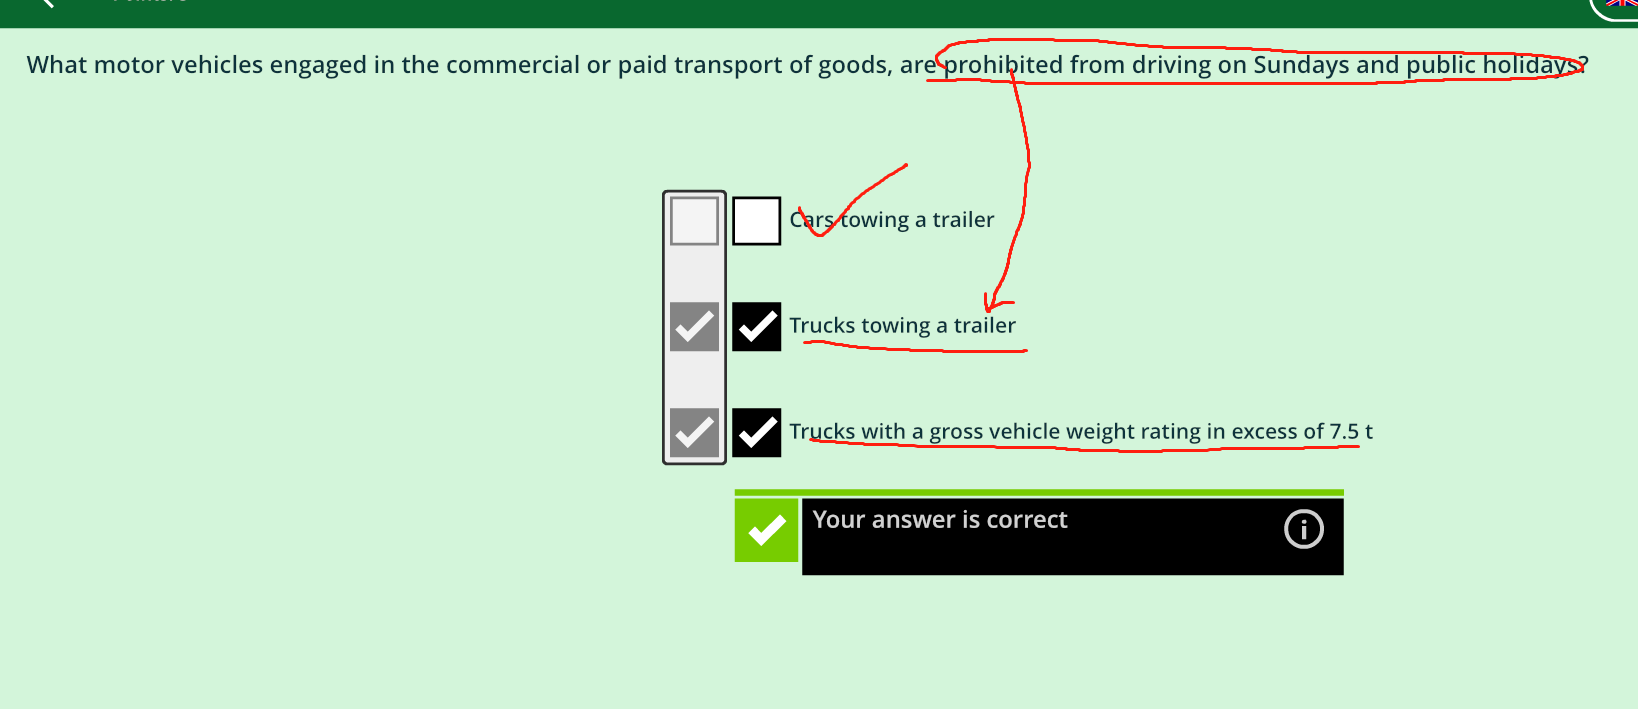 What motor vehicles engaged in the commercial or paid transport of goods, are prohibited from driving on Sundays and public holidays?
Cars towing a trailer
Trucks towing a trailer
Trucks with a gross vehicle weight rating in excess of 7.5 t
Your answer is correct